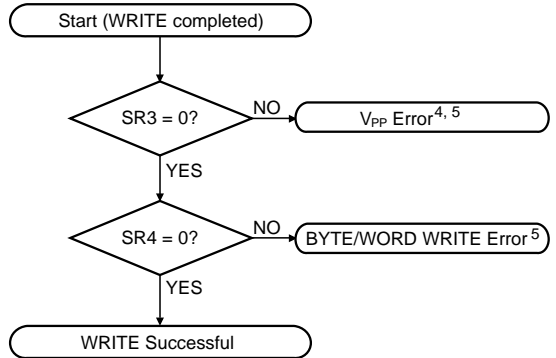 Start (WRITE completed)
SR3 = 0?
NO
VPP Error4, 5
YES
SR4 = 0?
NO
BYTE/WORD WRITE Error5
YES
WRITE Successful